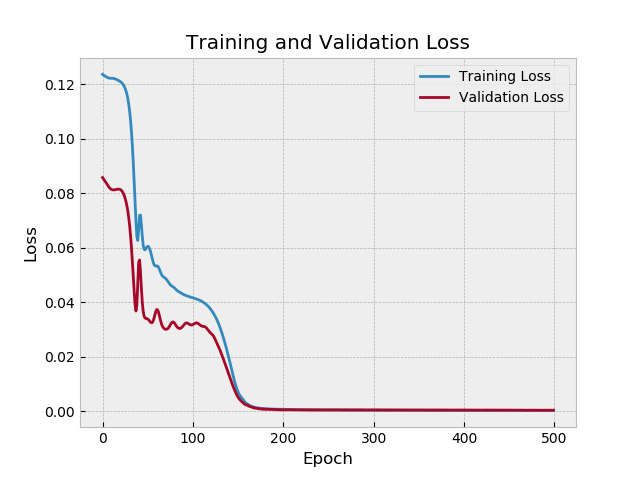 Training and Validation Loss
Training Loss
Validation Loss
0.12
0.10
0.08
0.06
0.04
0.02
0.00
Loss
0 100 200 300 400 500
Epoch